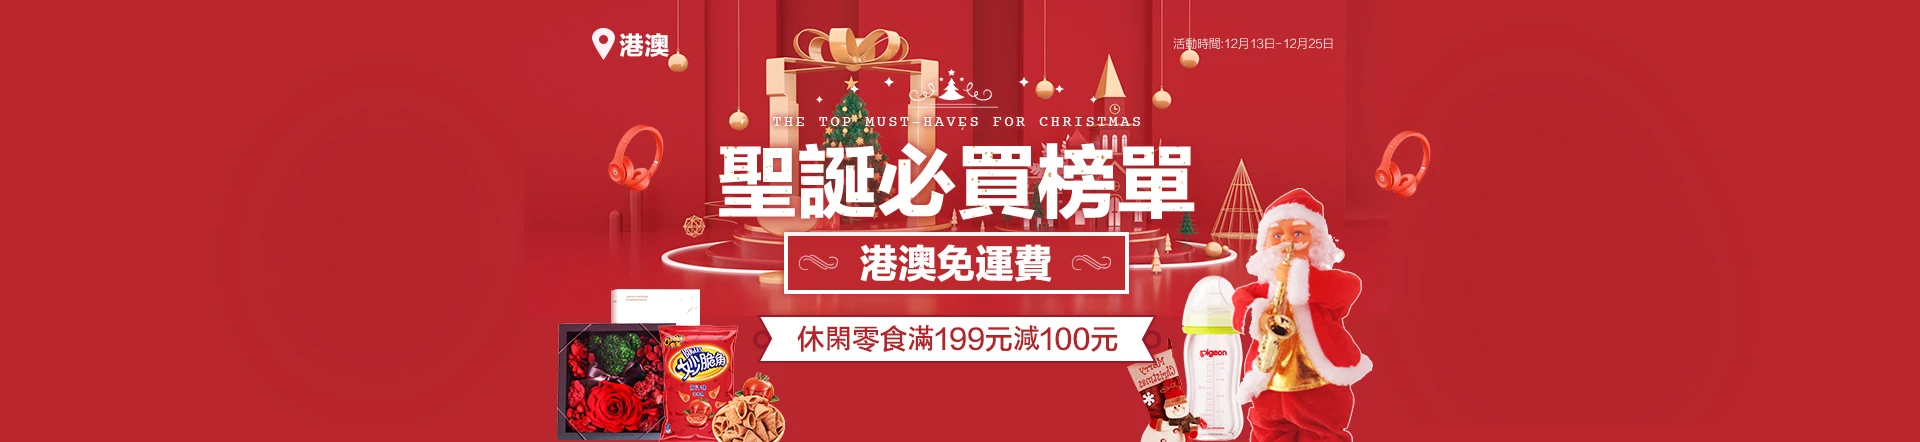 港澳
活動時間:12月13日-12月25日
THE TOP MUST-HAVES FOR CHRISTMAS
聖誕必買榜單
港澳免運費
休閑零食滿199元減100元
妙脆角
pigeon
Merry
Christmas